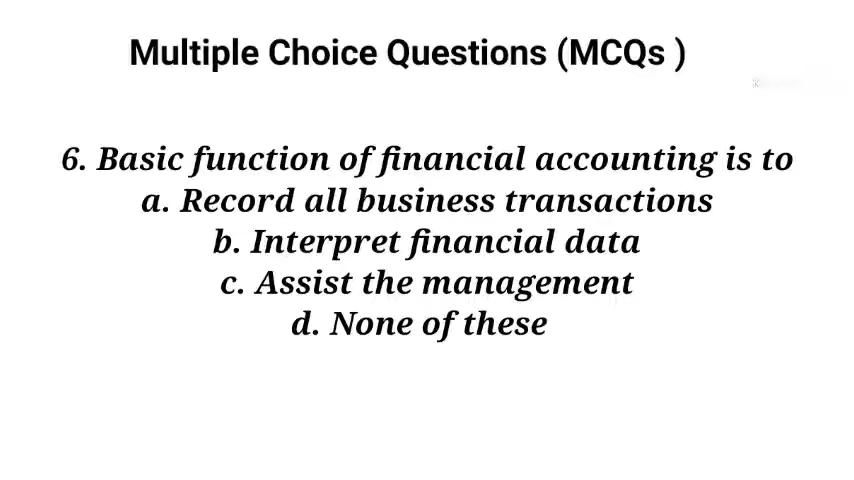 Multiple Choice Questions (MCQs )
6. Basic function of financial accounting is to
a. Record all business transactions
b. Interpret financial data
c. Assist the management
d. None of these